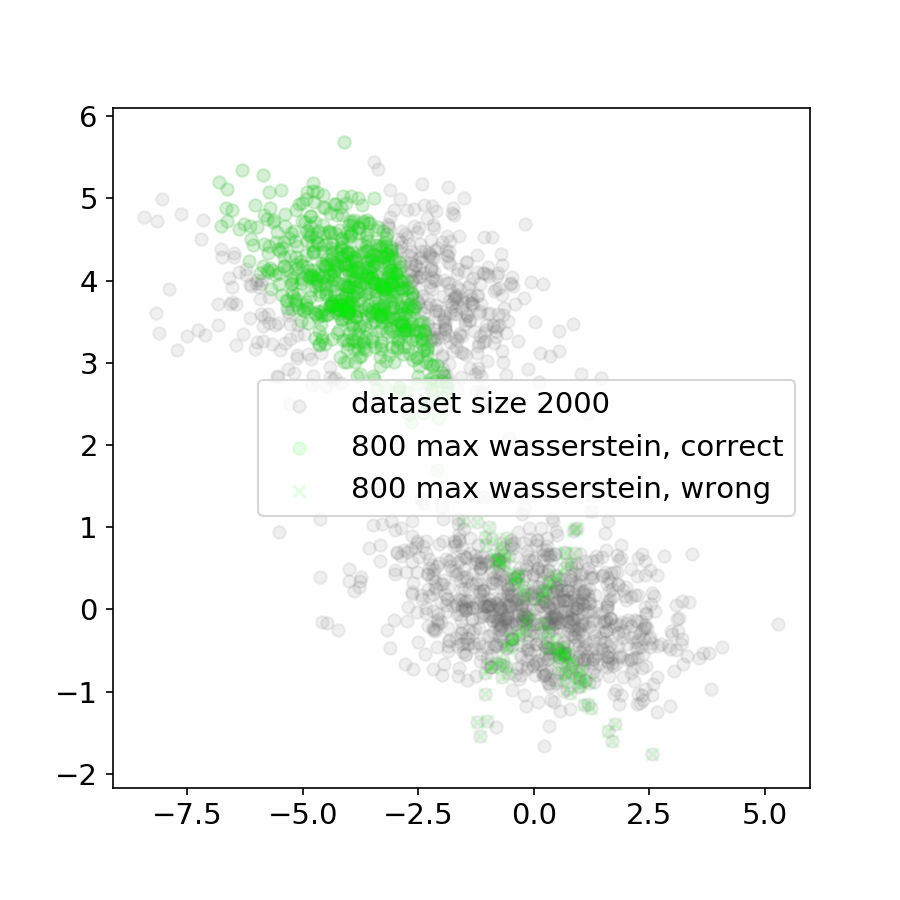 6
5
4
3
2
1
0
−1
−2
dataset size 2000
800 max wasserstein, correct
800 max wasserstein, wrong
−7.5 −5.0 −2.5 0.0 2.5 5.0